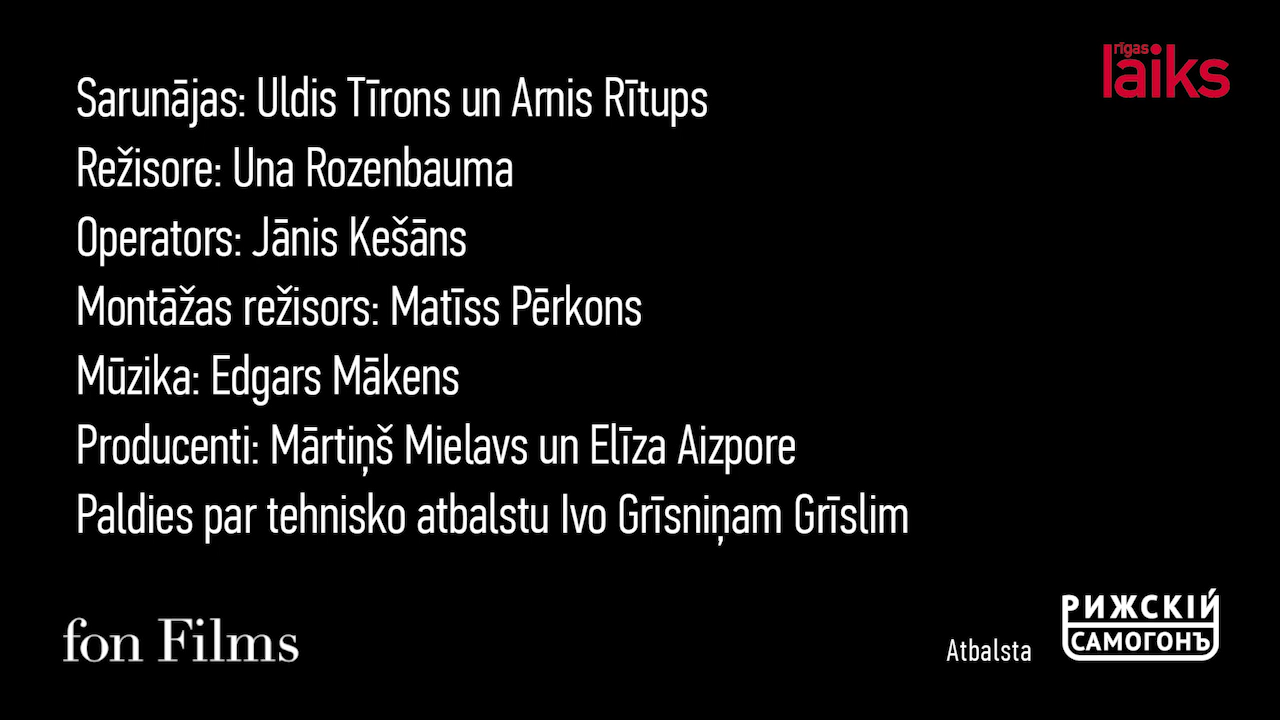 rīgas
laiks
Sarunājas: Uldis Tīrons un Arnis Rītups
Režisore: Una Rozenbauma
Operators: Jānis Kešāns
Montāžas režisors: Matīss Pērkons
Mūzika: Edgars Mākens
Producenti: Mārtiņš Mielavs un Elīza Aizpore
Paldies par tehnisko atbalstu Ivo Grīsniņam Grīslim
fon Films
Atbalsta
РИЖСКІЙ
САМОГОНЪ